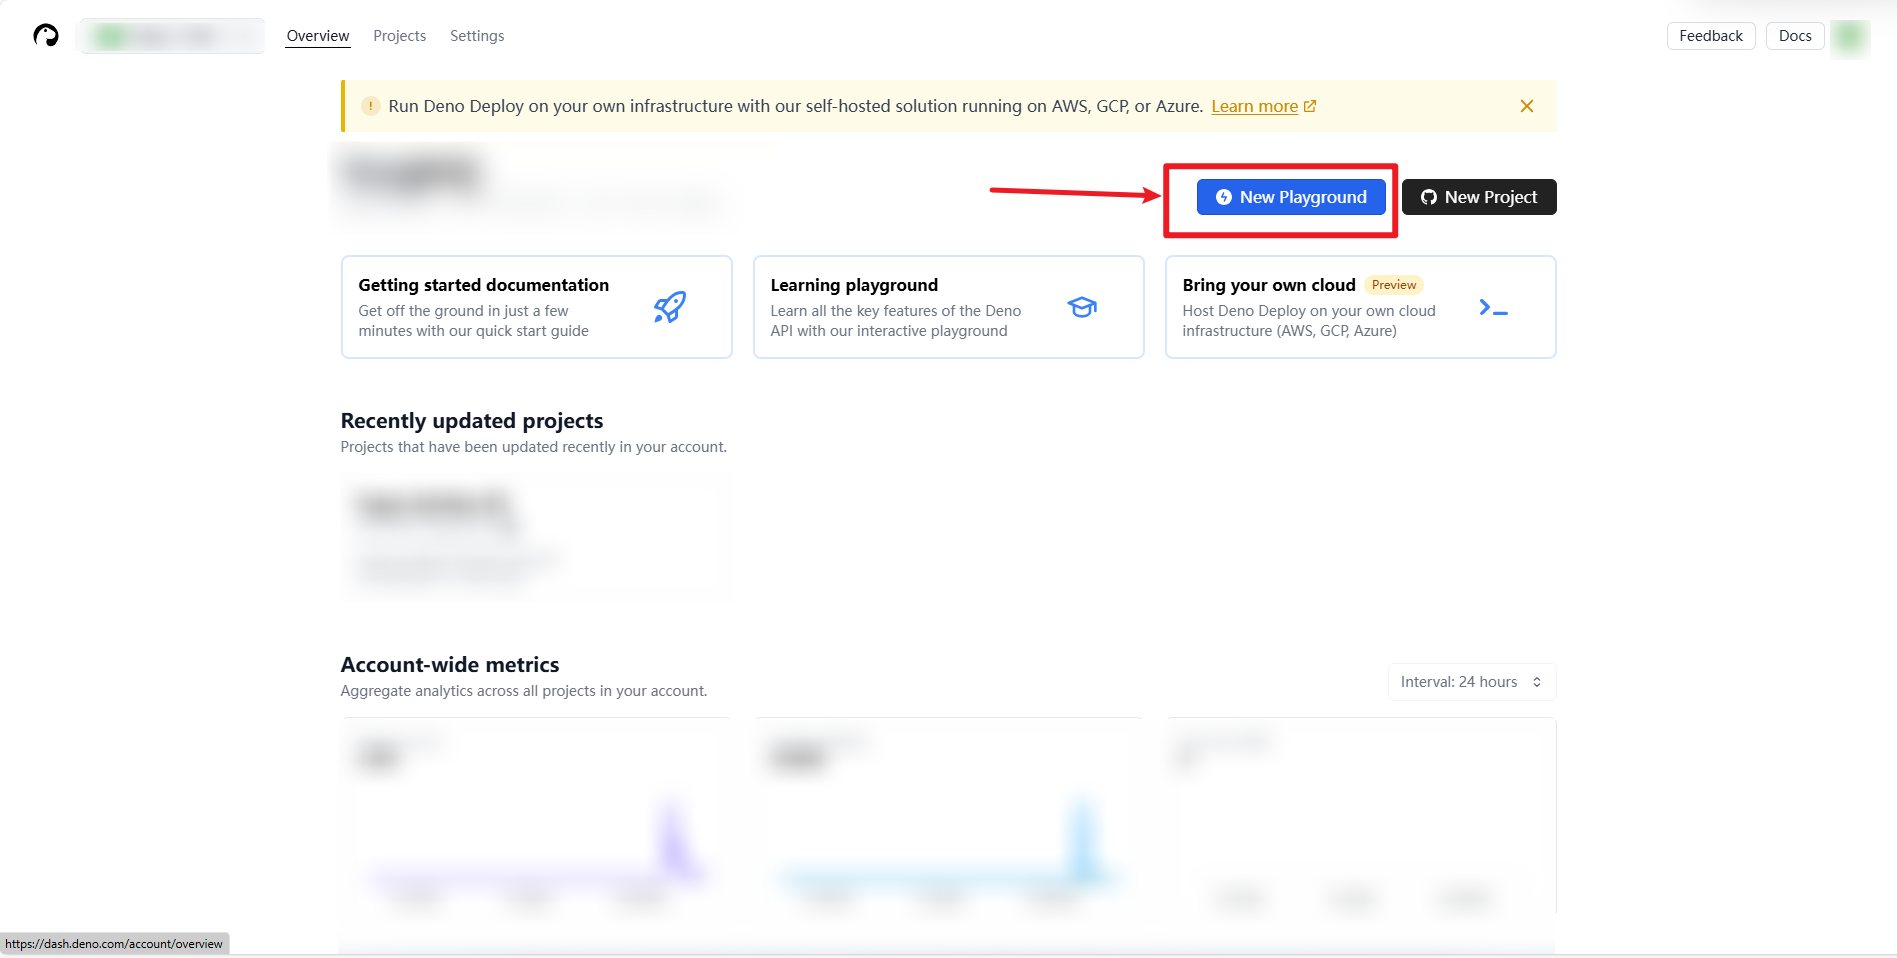 Overview Projects Settings Feedback Docs
! Run Deno Deploy on your own infrastructure with our self-hosted solution running on AWS, GCP, or Azure. Learn more
New Playground New Project
Getting started documentation
Get off the ground in just a few
minutes with our quick start guide
Learning playground
Learn all the key features of the Deno
API with our interactive playground
Bring your own cloud Preview
Host Deno Deploy on your own cloud
infrastructure (AWS, GCP, Azure)
Recently updated projects
Projects that have been updated recently in your account.
Account-wide metrics
Aggregate analytics across all projects in your account.
Interval: 24 hours
https://dash.deno.com/account/overview